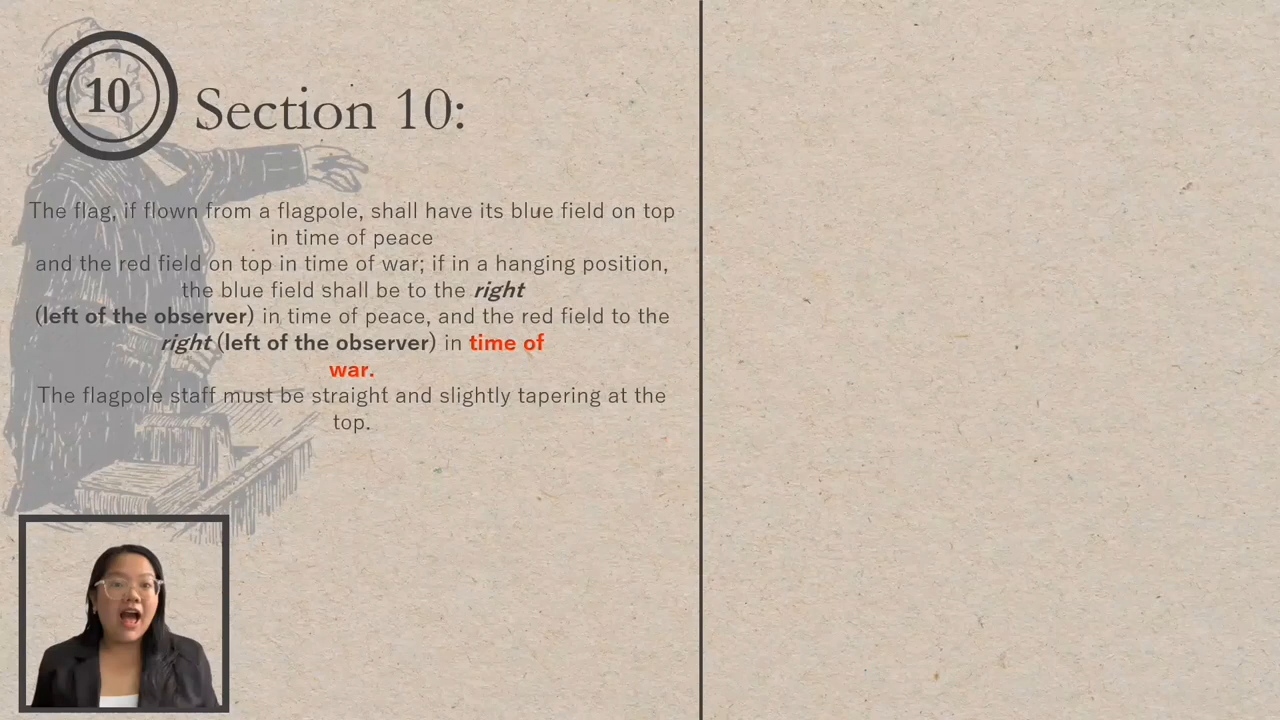 10
Section 10:
The flag, if flown from a flagpole, shall have its blue field on top
in time of peace
and the red field on top in time of war; if in a hanging position,
the blue field shall be to the right
(left of the observer) in time of peace, and the red field to the
right (left of the observer) in time of
war.
The flagpole staff must be straight and slightly tapering at the
top.